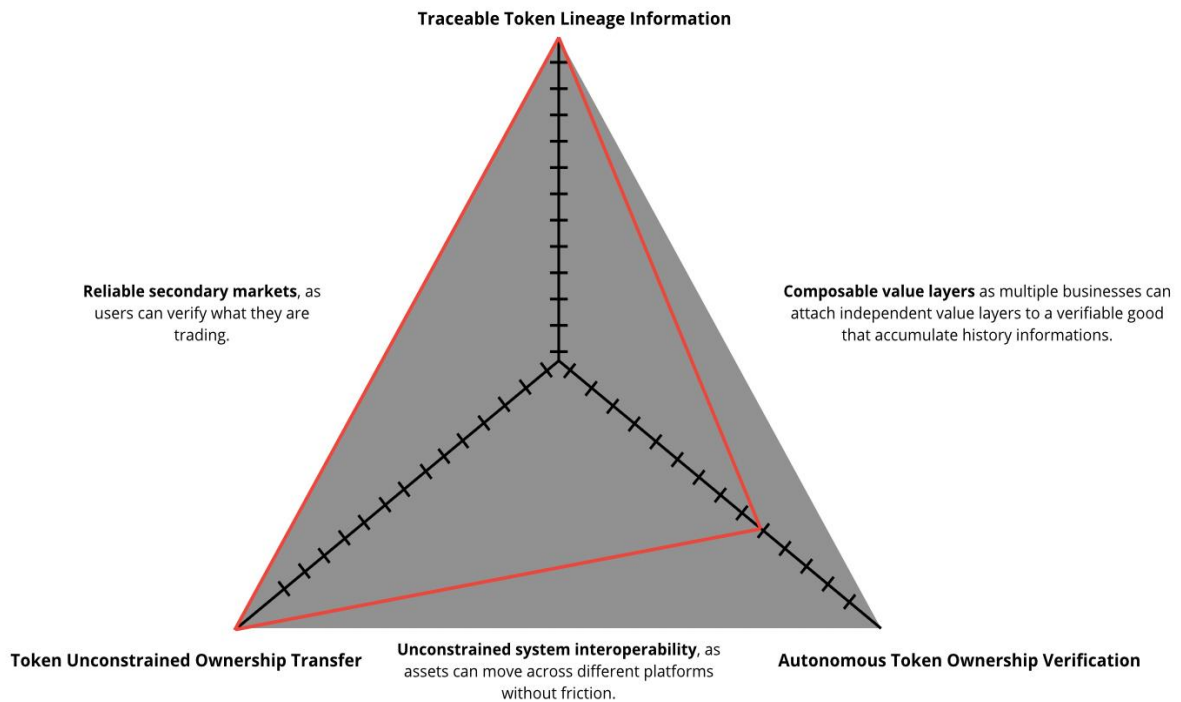 Traceable Token Lineage Information
Reliable secondary markets, as
users can verify what they are
trading.
Composable value layers as multiple businesses can
attach independent value layers to a verifiable good
that accumulate history informations.
Token Unconstrained Ownership Transfer
Unconstrained system interoperability, as
assets can move across different platforms
without friction.
Autonomous Token Ownership Verification